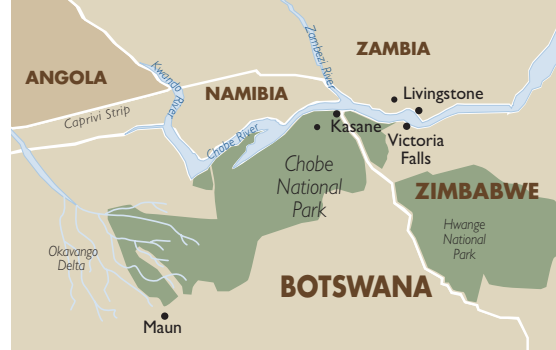 ZAMBIA
Zambezi River
Kwando River
ANGOLA
NAMIBIA
Livingstone
Caprivi Strip
Kasane
Chobe River
Victoria
Falls
Chobe
National
Park
ZIMBABWE
Hwange
National
Park
Okavango
Delta
BOTSWANA
Maun